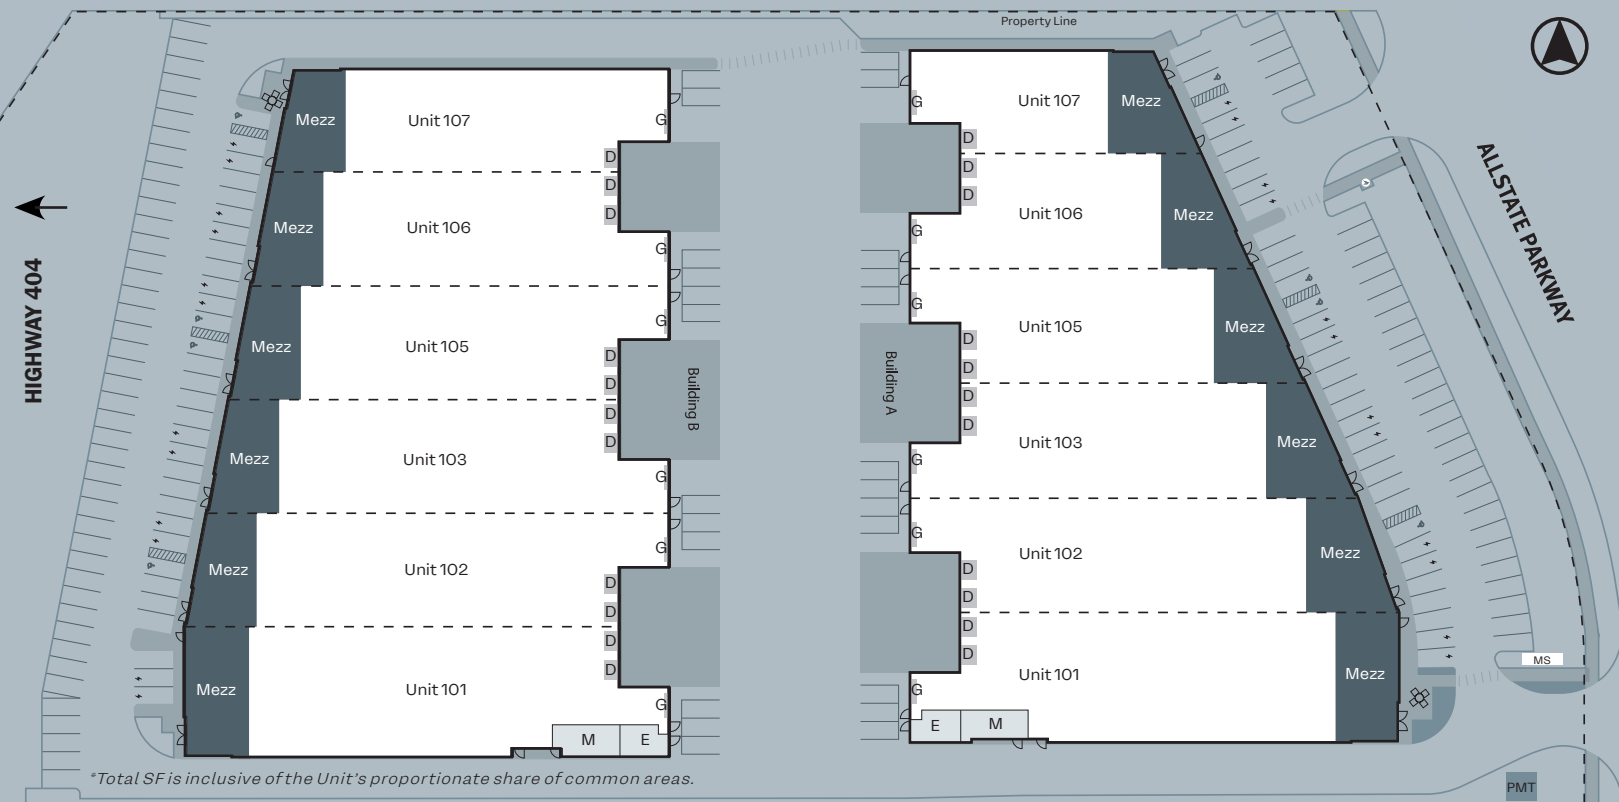 Property Line
Mezz
Unit 107
G
D
D
D
Mezz
Unit 106
G
Mezz
Unit 105
G
D
D
D
D
Mezz
Unit 103
G
Mezz
Unit 102
G
D
D
D
D
Mezz
Unit 101
G
M
E
Building B
HIGHWAY 404
G
Unit 107
Mezz
D
D
D
G
Unit 106
Mezz
G
Unit 105
Mezz
D
D
D
D
Building A
G
Unit 103
Mezz
G
Unit 102
Mezz
D
D
D
D
G
Unit 101
Mezz
E
M
ALLSTATE PARKWAY
MS
PMT
*Total SF is inclusive of the Unit's proportionate share of common areas.